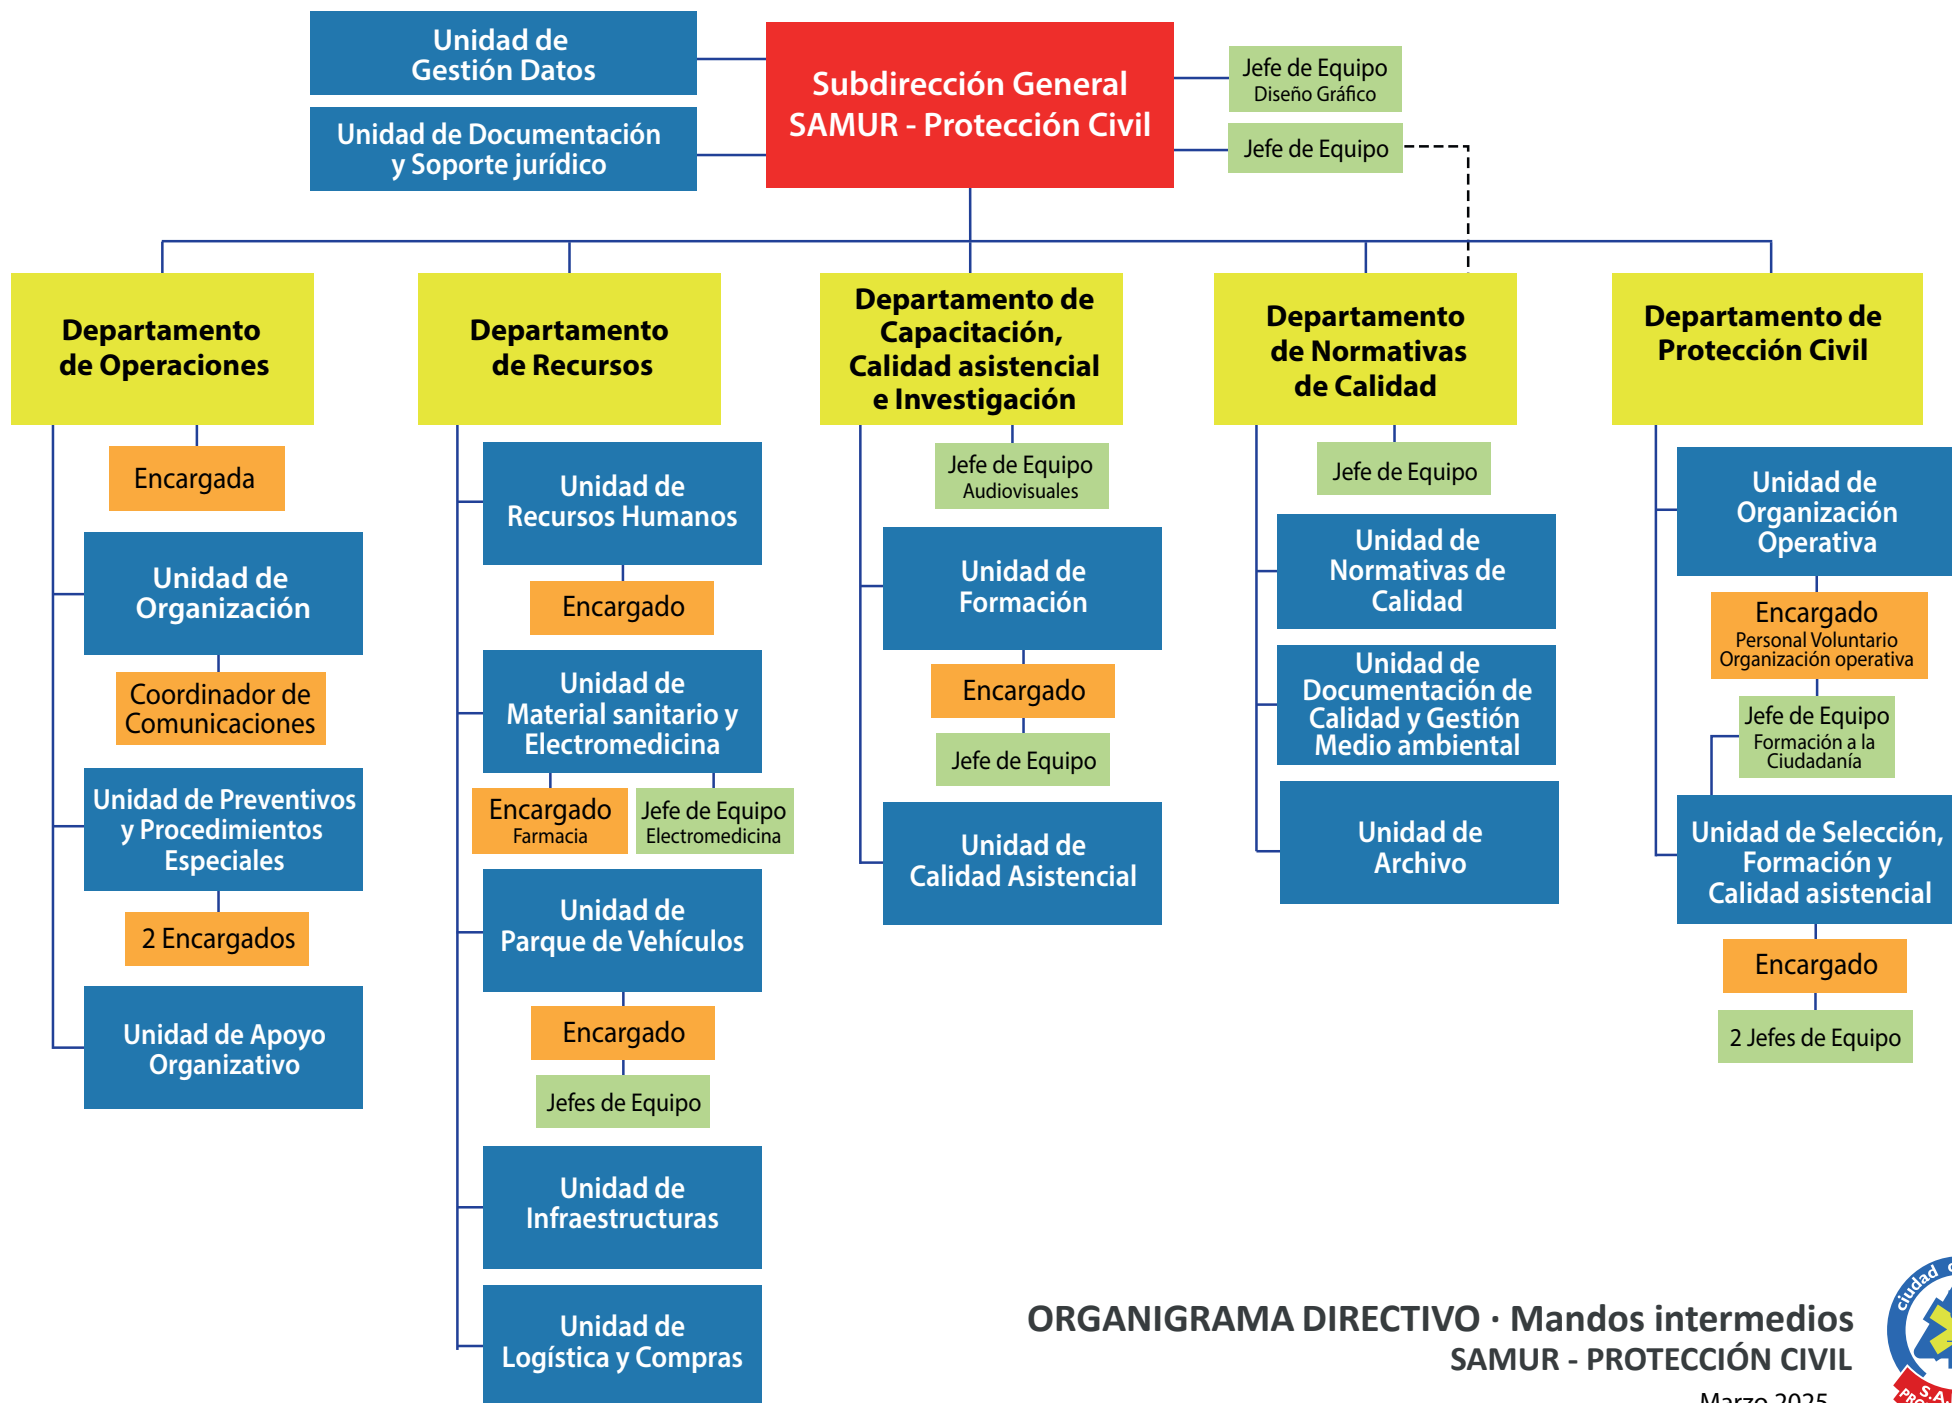 Unidad de
Gestión Datos
Unidad de Documentación
y Soporte jurídico
Subdirección General
SAMUR - Protección Civil
Jefe de Equipo
Diseño Gráfico
Jefe de Equipo
Departamento
de Operaciones
Encargada
Unidad de
Organización
Coordinador de
Comunicaciones
Unidad de Preventivos
y Procedimientos
Especiales
2 Encargados
Unidad de Apoyo
Organizativo
Departamento
de Recursos
Unidad de
Recursos Humanos
Encargado
Unidad de
Material sanitario y
Electromedicina
Encargado
Farmacia
Jefe de Equipo
Electromedicina
Unidad de
Parque de Vehículos
Encargado
Jefes de Equipo
Unidad de
Infraestructuras
Unidad de
Logística y Compras
Departamento de
Capacitación,
Calidad asistencial
e Investigación
Jefe de Equipo
Audiovisuales
Unidad de
Formación
Encargado
Jefe de Equipo
Unidad de
Calidad Asistencial
Departamento
de Normativas
de Calidad
Jefe de Equipo
Unidad de
Normativas de
Calidad
Unidad de
Documentación de
Calidad y Gestión
Medio ambiental
Unidad de
Archivo
Departamento de
Protección Civil
Unidad de
Organización
Operativa
Encargado
Personal Voluntario
Organización operativa
Jefe de Equipo
Formación a la
Ciudadanía
Unidad de Selección,
Formación y
Calidad asistencial
Encargado
2 Jefes de Equipo
ORGANIGRAMA DIRECTIVO · Mandos intermedios
SAMUR - PROTECCIÓN CIVIL
Marzo 2025
ciudad
S.A